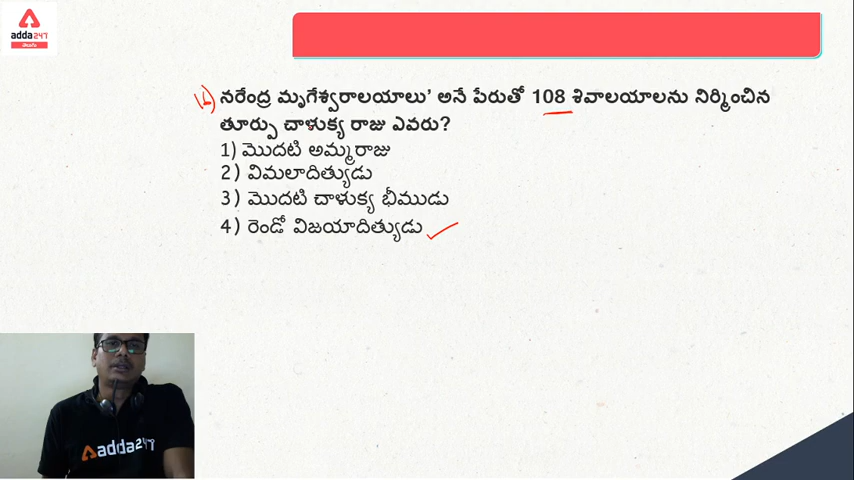 adda247
తెలుగు
16) నరేంద్ర మృగేశ్వరాలయాలు' అనే పేరుతో 108 శివాలయాలను నిర్మించిన
తూర్పు చాళుక్య రాజు ఎవరు?
1) మొదటి అమ్మరాజు
2) విమలాదిత్యుడు
3) మొదటి చాళుక్య భీముడు
4) రెండో విజయాదిత్యుడు
adda247